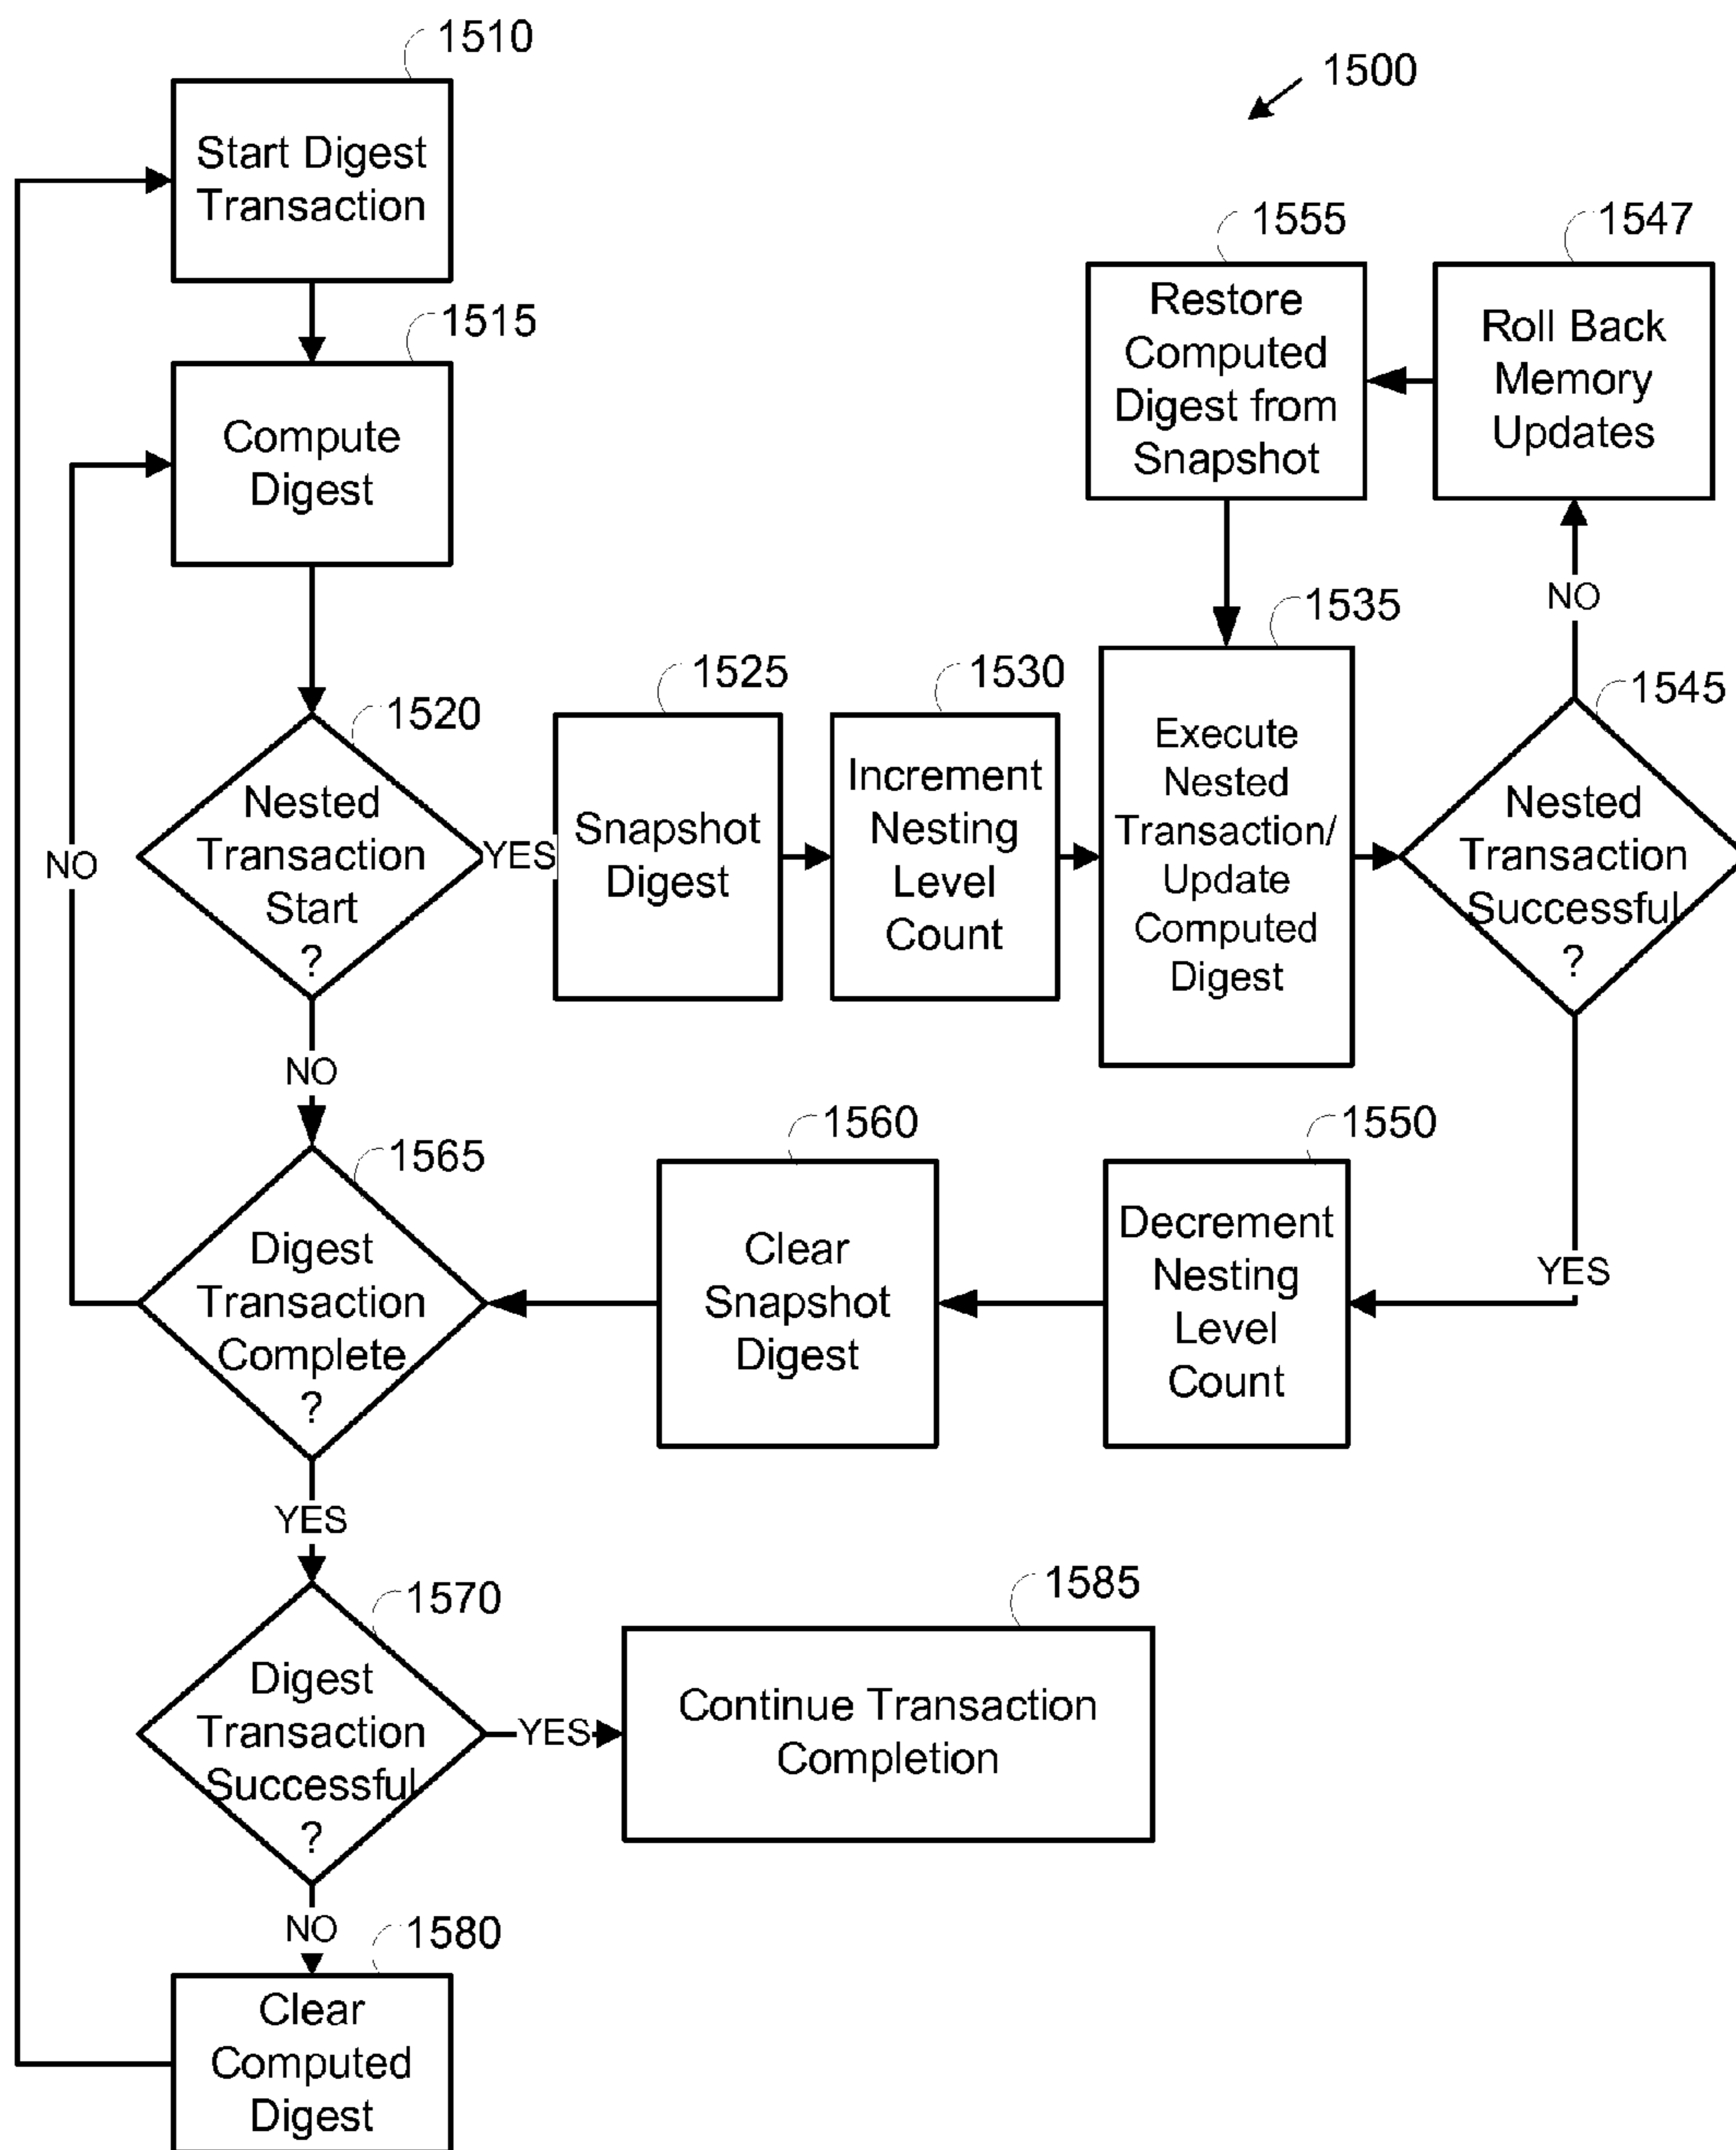 1510
1500
Start Digest
Transaction
1555
1547
Restore
Computed
Digest from
Snapshot
Roll Back
Memory
Updates
1515
Compute
Digest
NO
1535
1545
1520
1525
1530
Nested
Transaction
Start
?
YES
Snapshot
Digest
Increment
Nesting
Level
Count
Execute
Nested
Transaction/
Update
Computed
Digest
Nested
Transaction
Successful
?
NO
NO
1565
1560
1550
Digest
Transaction
Complete
?
Clear
Snapshot
Digest
Decrement
Nesting
Level
Count
YES
YES
1570
1585
Digest
Transaction
Successful
?
YES
Continue Transaction
Completion
NO
1580
Clear
Computed
Digest